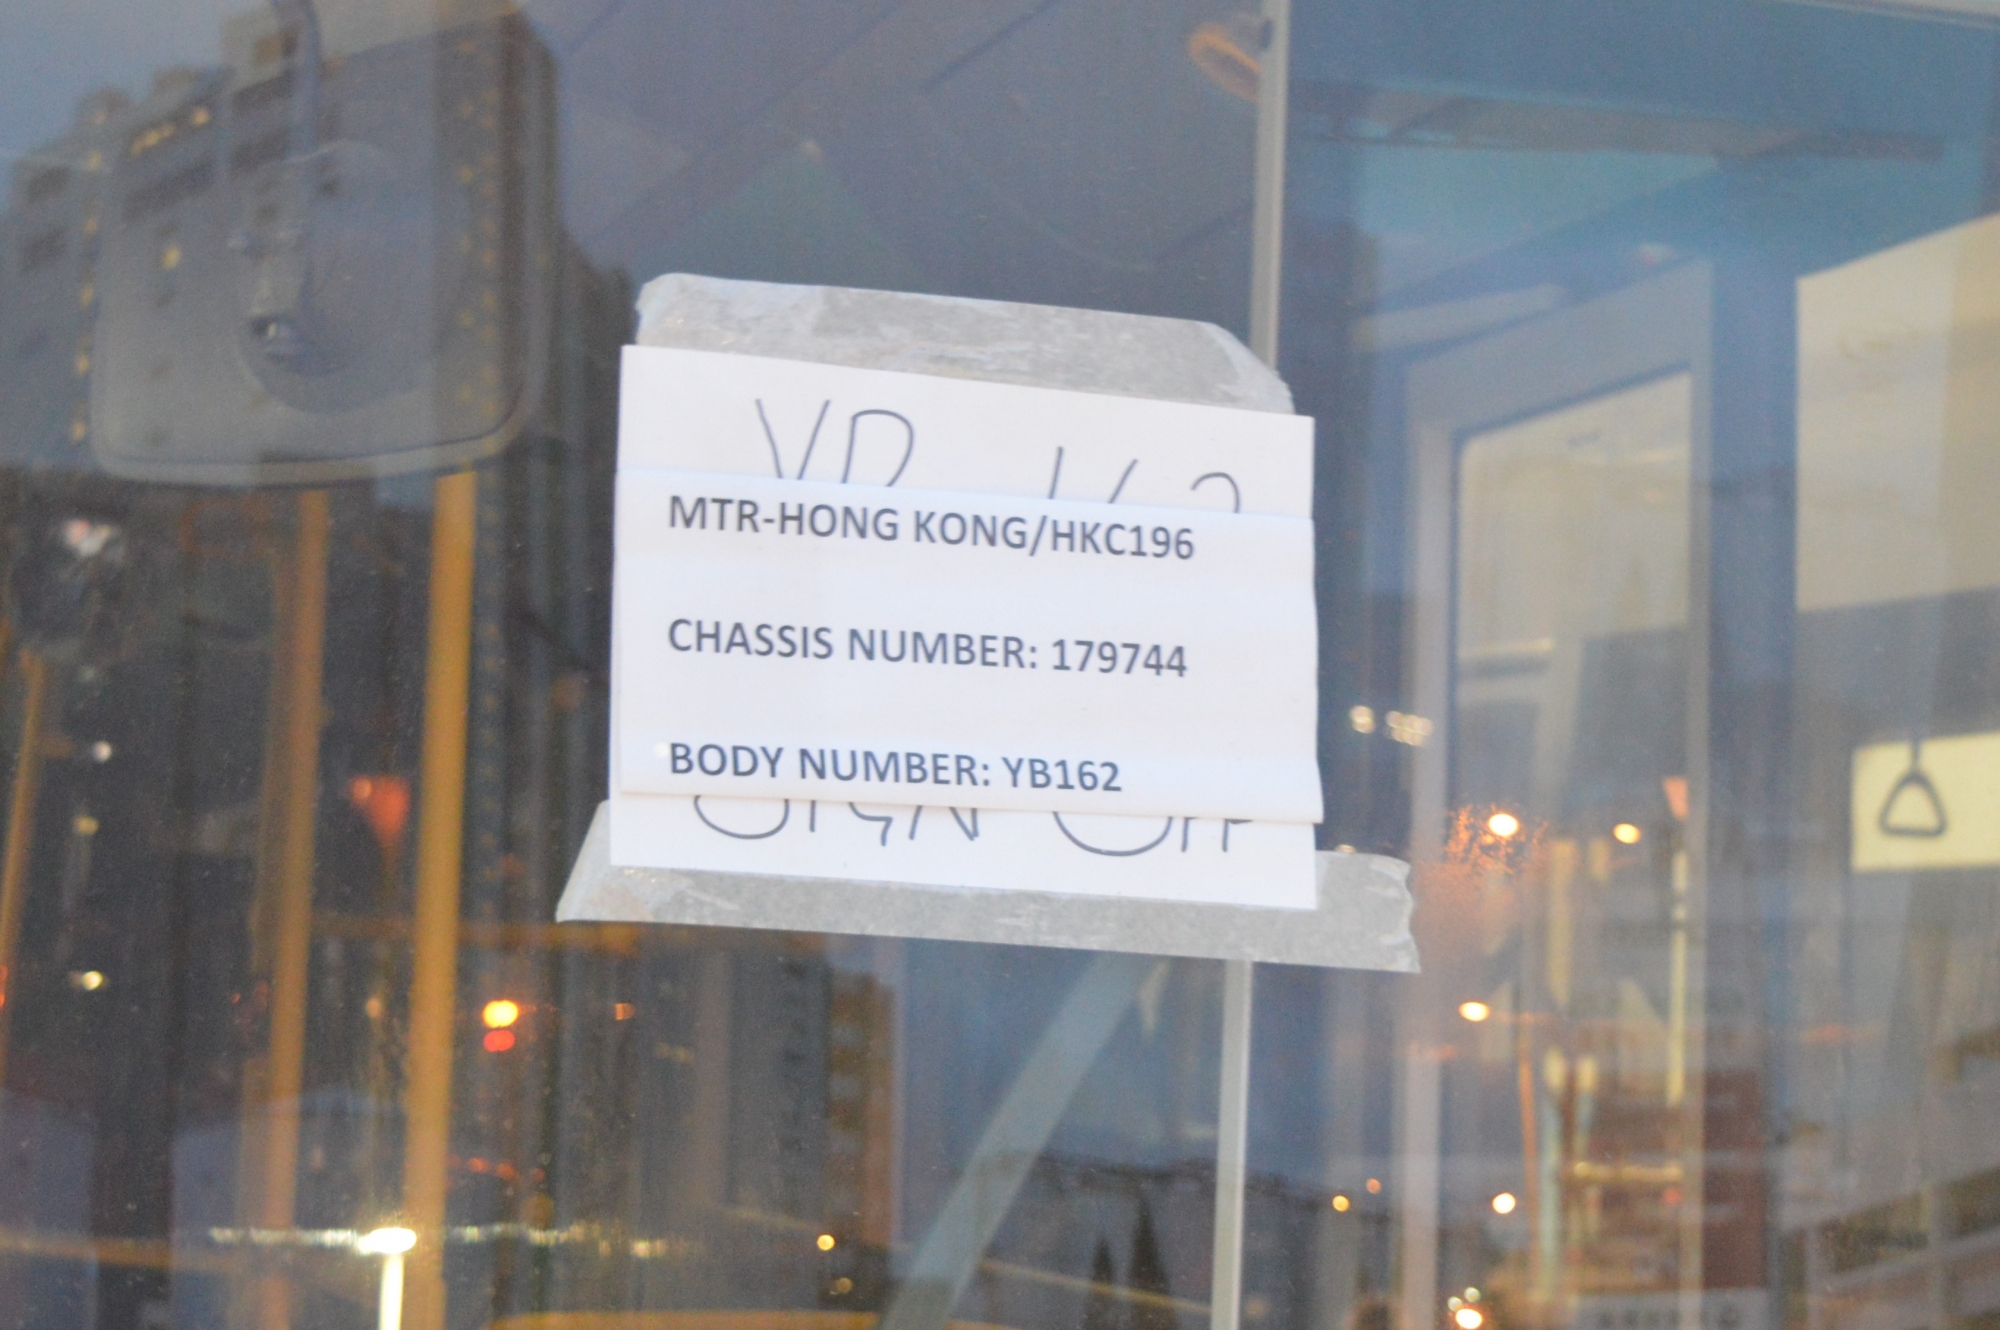 MTR-HONG KONG/HKC196
CHASSIS NUMBER: 179744
BODY NUMBER: YB162